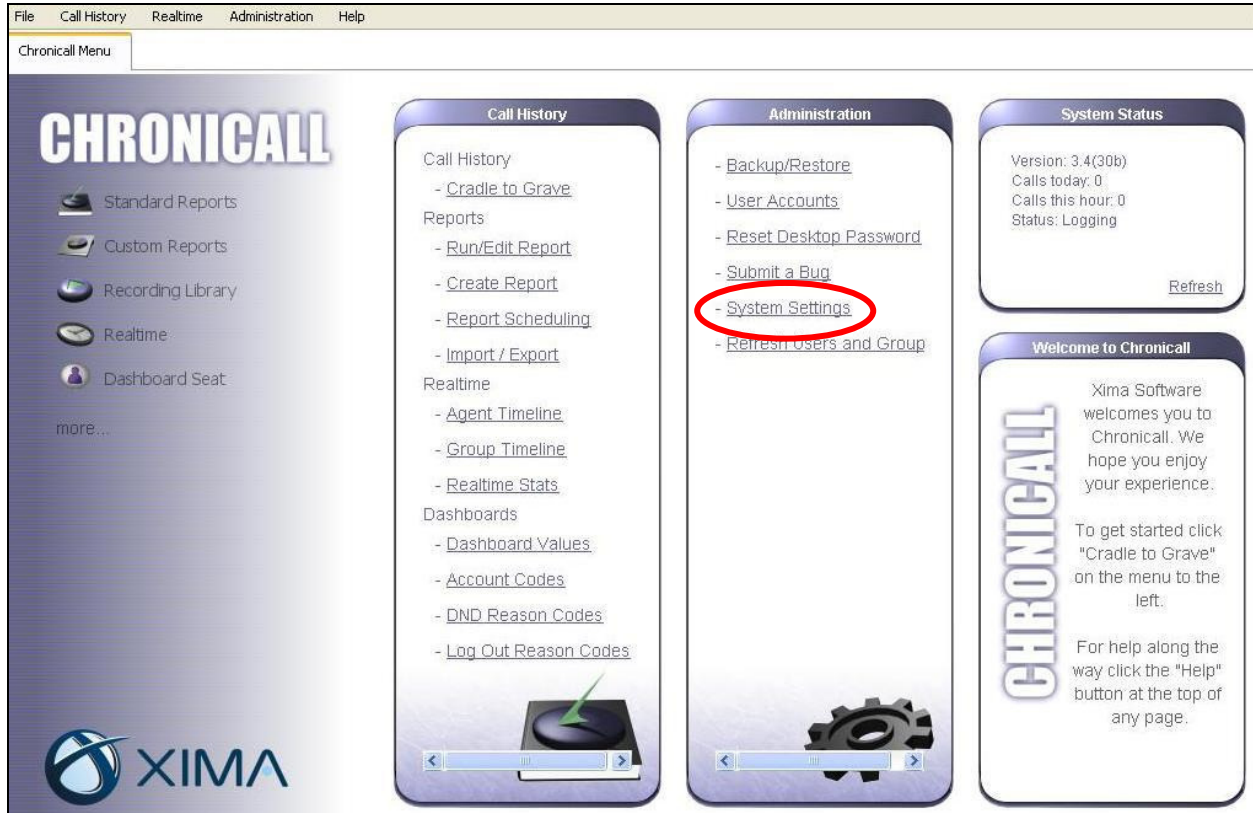 File Call History Realtime Administration Help
Chronicall Menu
CHRONICALL
Standard Reports
Custom Reports
Recording Library
Realtime
Dashboard Seat
more...
XIMA
Call History
Call History
- Cradle to Grave
Reports
- Run/Edit Report
- Create Report
- Report Scheduling
- Import / Export
Realtime
- Agent Timeline
- Group Timeline
- Realtime Stats
Dashboards
- Dashboard Values
- Account Codes
- DND Reason Codes
- Log Out Reason Codes
Administration
- Backup/Restore
- User Accounts
- Reset Desktop Password
- Submit a Bug
- System Settings
- Refresh Users and Group
System Status
Version: 3.4(30b)
Calls today: 0
Calls this hour: 0
Status: Logging
Refresh
Welcome to Chronicall
CHRONICALL
Xima Software
welcomes you to
Chronicall. We
hope you enjoy
your experience.
To get started click
"Cradle to Grave"
on the menu to the
left.
For help along the
way click the "Help"
button at the top of
any page.